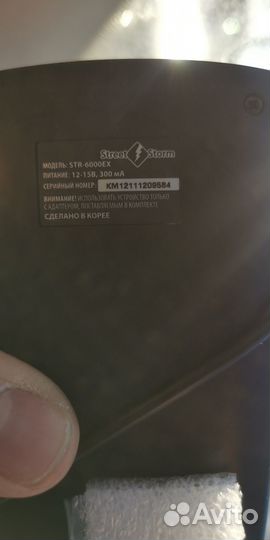 Street Storm
МОДЕЛЬ: STR-6000EX
ПИТАНИЕ: 12-15В, 300 мА
СЕРИЙНЫЙ НОМЕР: KM12111209584
ВНИМАНИЕ! ИСПОЛЬЗОВАТЬ УСТРОЙСТВО ТОЛЬКО
С АДАПТЕРОМ, ПОСТАВЛЯЕМЫМ В КОМПЛЕКТЕ
СДЕЛАНО В КОРЕЕ
Avito